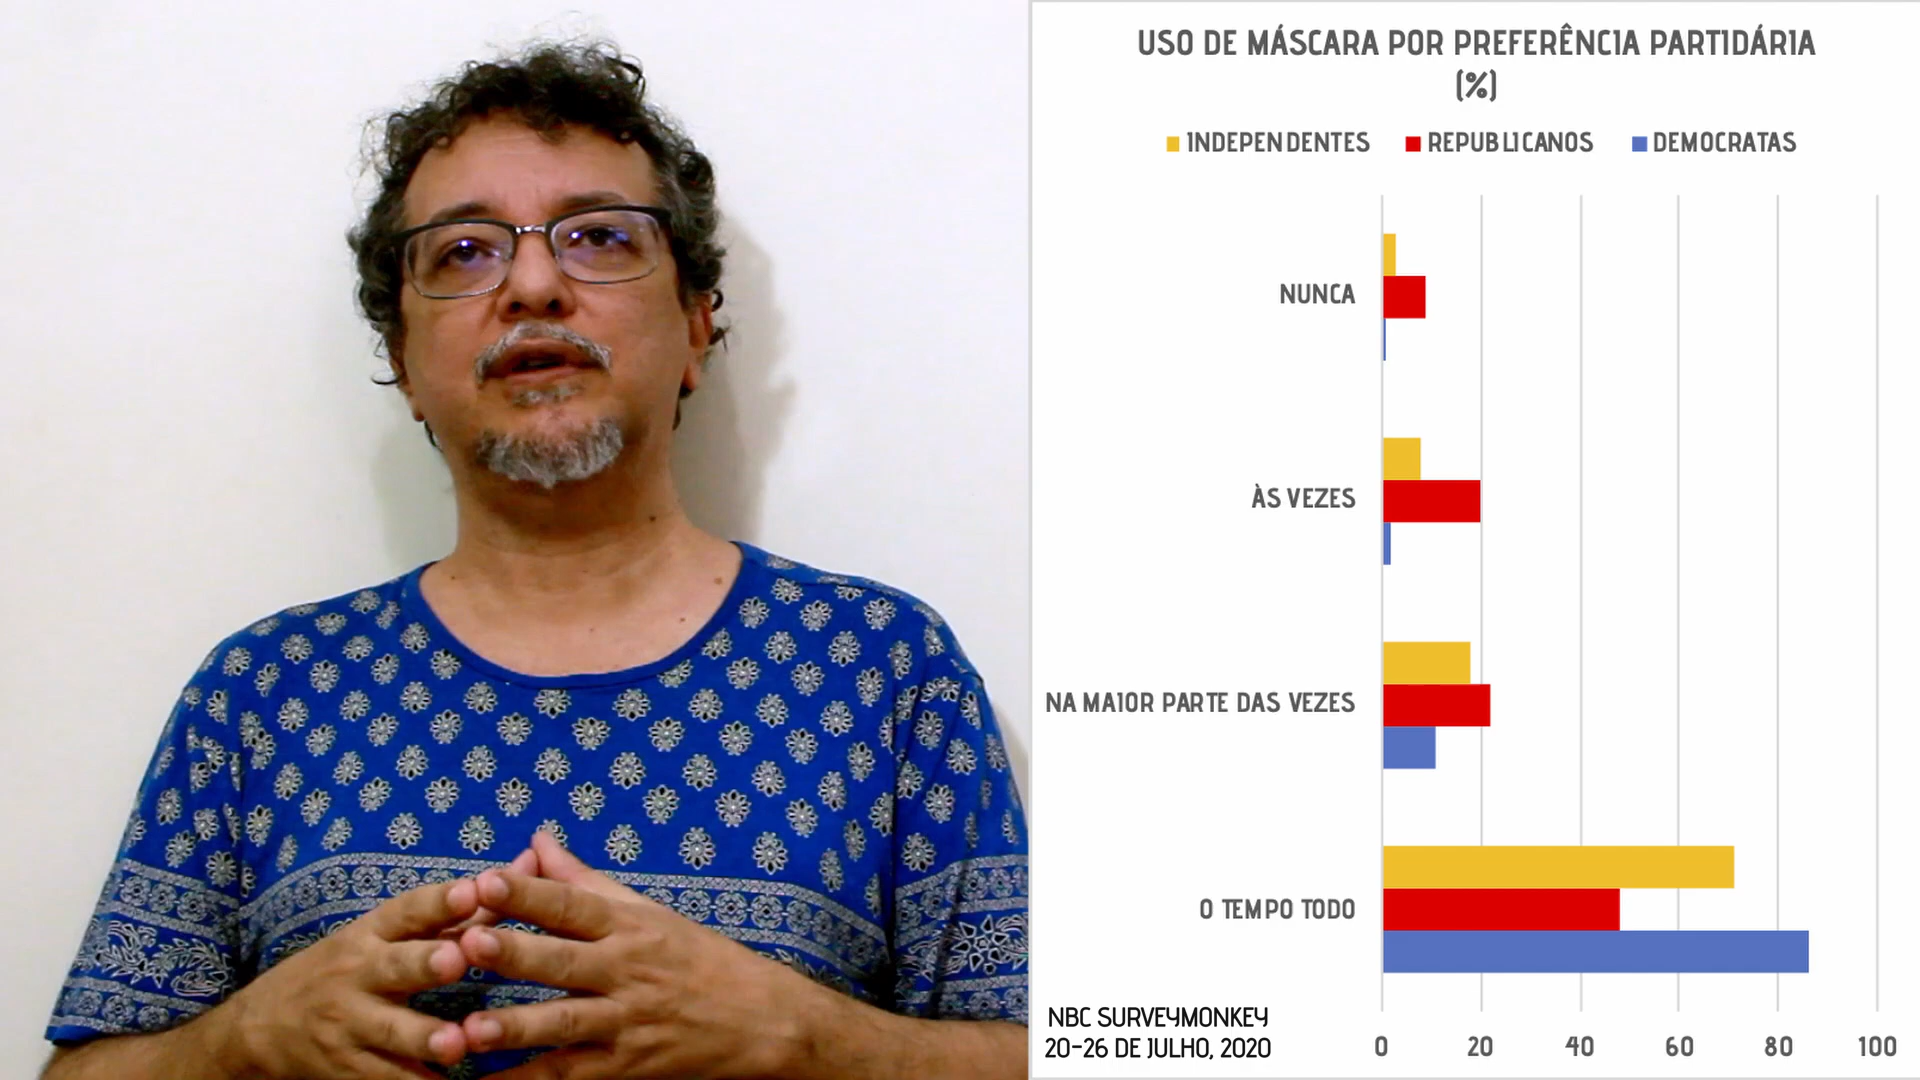 USO DE MÁSCARA POR PREFERÊNCIA PARTIDÁRIA
(%)
INDEPENDENTES REPUBLICANOS DEMOCRATAS
NUNCA
ÀS VEZES
NA MAIOR PARTE DAS VEZES
O TEMPO TODO
0 20 40 60 80 100
NBC SURVEYMONKEY
20-26 DE JULHO, 2020